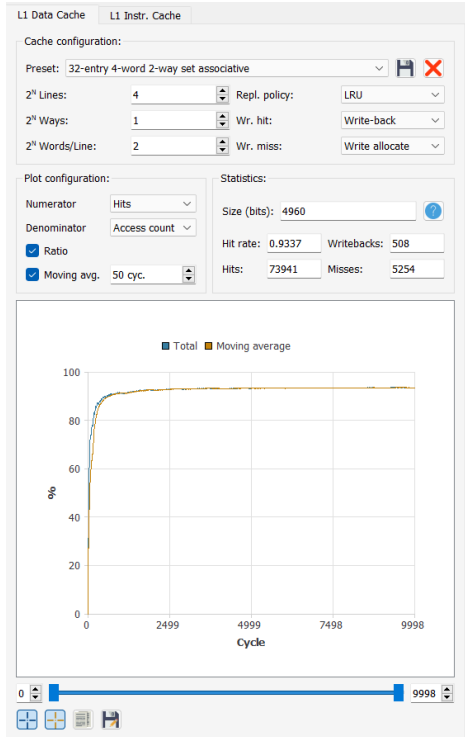 L1 Data Cache L1 Instr. Cache
Cache configuration:
Preset: 32-entry 4-word 2-way set associative
2ᴺ Lines: 4 Repl. policy: LRU
2ᴺ Ways: 1 Wr. hit: Write-back
2ᴺ Words/Line: 2 Wr. miss: Write allocate
Plot configuration: Statistics:
Numerator Hits
Size (bits): 4960 ?
Denominator Access count
Ratio
Hit rate: 0.9337 Writebacks: 508
Moving avg. 50 cyc.
Hits: 73941 Misses: 5254
Total Moving average
100
80
60
%
40
20
0
0 2499 4999 7498 9998
Cycle
0 9998